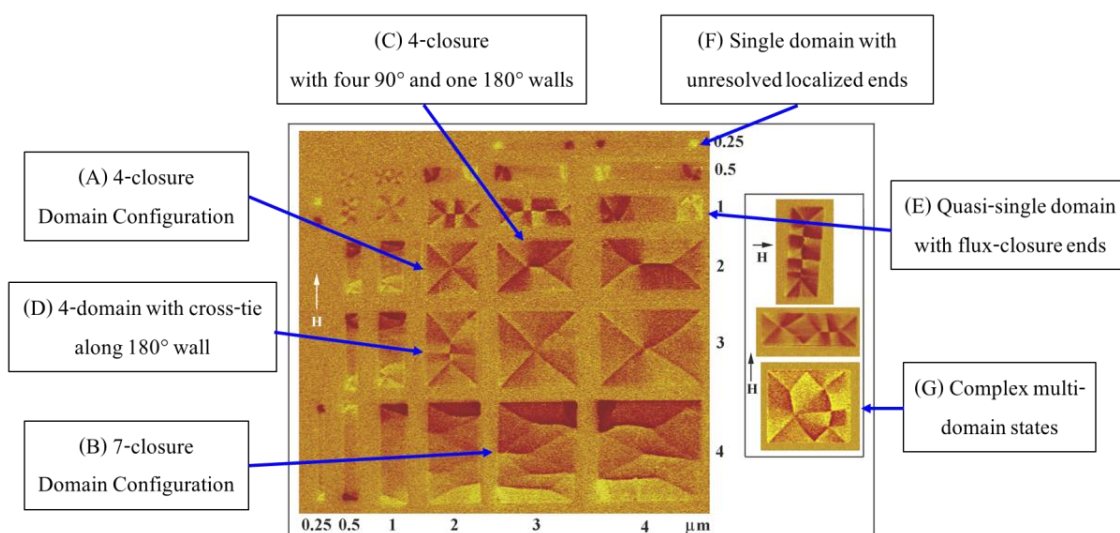 (C) 4-closure
with four 90° and one 180° walls
(F) Single domain with
unresolved localized ends
(A) 4-closure
Domain Configuration
(D) 4-domain with cross-tie
along 180° wall
(B) 7-closure
Domain Configuration
H
0.25
0.5
1
2
3
4
0.25 0.5 1 2 3 4 μm
H
H
(E) Quasi-single domain
with flux-closure ends
(G) Complex multi-
domain states